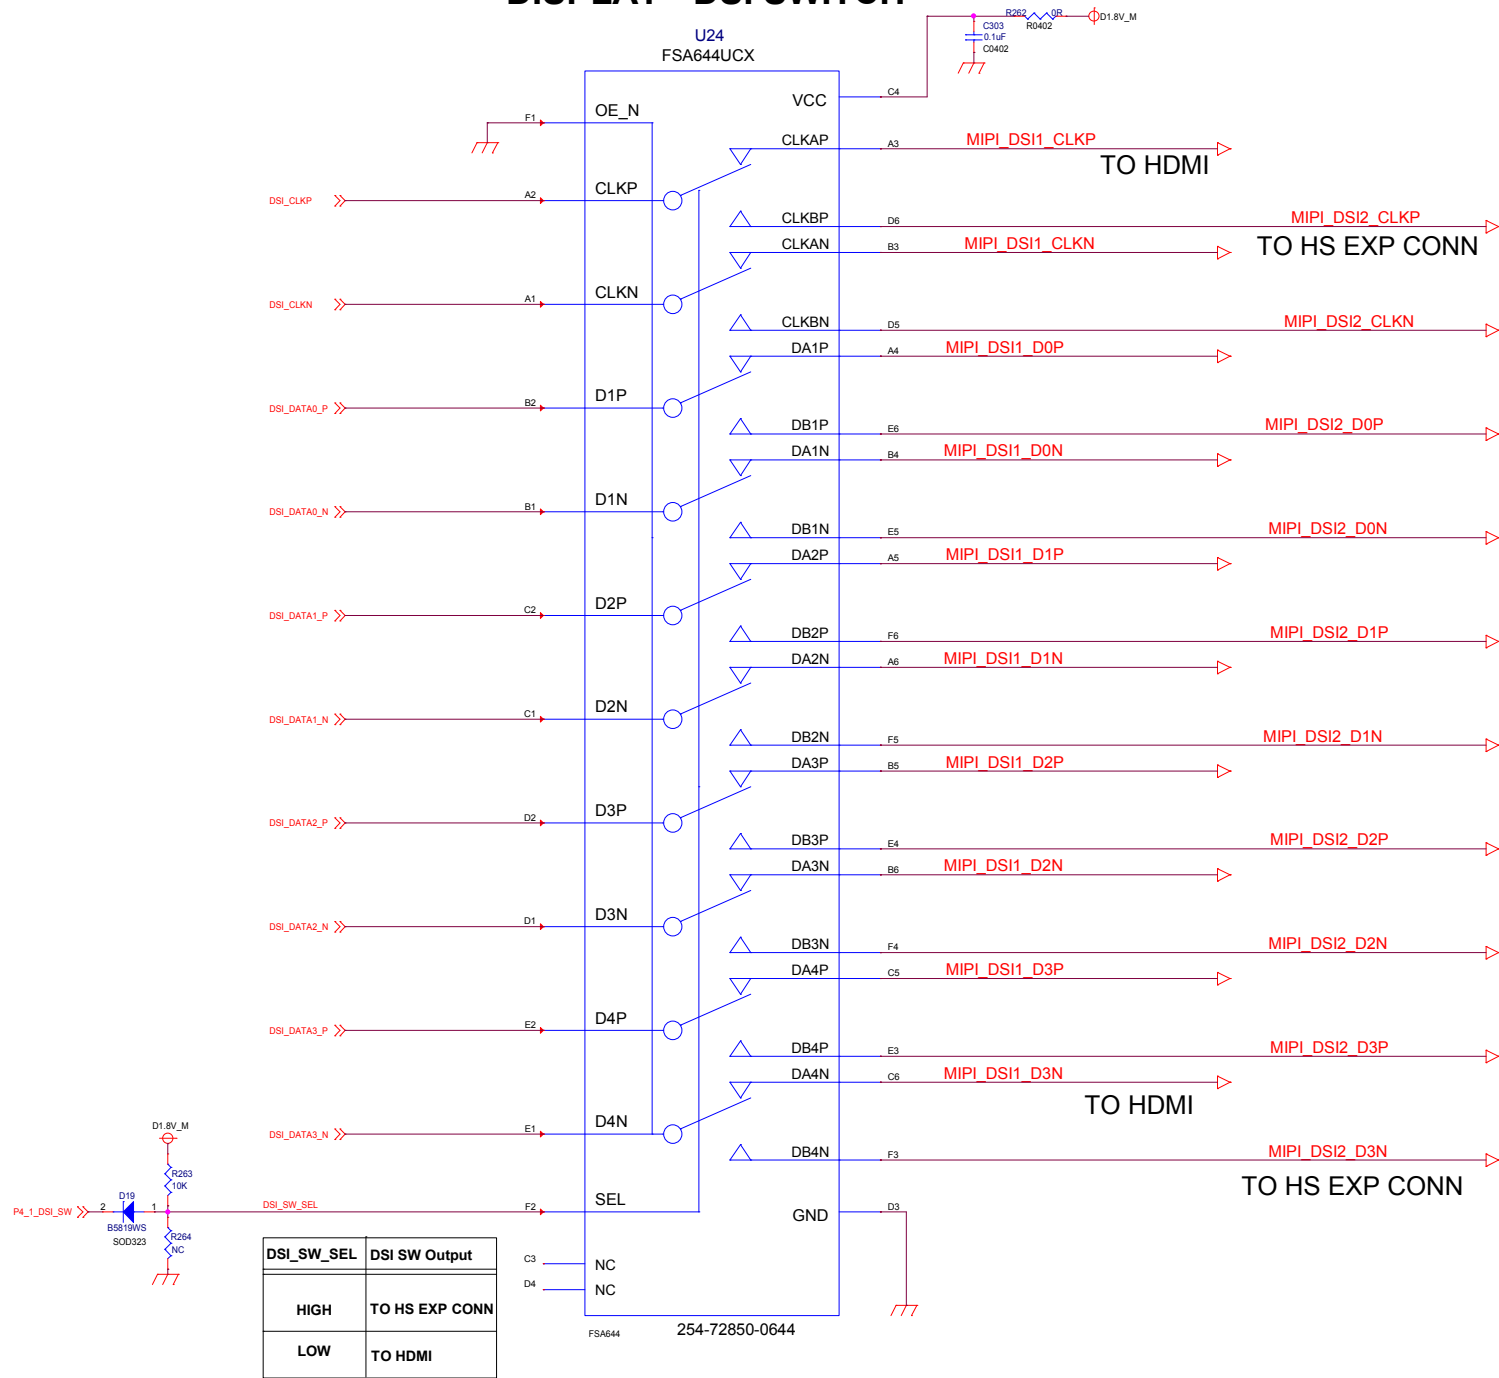 DISPLAY - DSI SWITCH
U24
FSA644UCX
R262 0R
R0402
D1.8V_M
C303
0.1uF
C0402
VCC C4
F1 OE_N
CLKAP A3 MIPI_DSI1_CLKP
TO HDMI
DSI_CLKP A2 CLKP
CLKBP D6 MIPI_DSI2_CLKP
TO HS EXP CONN
CLKAN B3 MIPI_DSI1_CLKN
DSI_CLKN A1 CLKN
CLKBN D5 MIPI_DSI2_CLKN
DA1P A4 MIPI_DSI1_D0P
DSI_DATA0_P B2 D1P
DB1P E6 MIPI_DSI2_D0P
DA1N B4 MIPI_DSI1_D0N
DSI_DATA0_N B1 D1N
DB1N E5 MIPI_DSI2_D0N
DA2P A5 MIPI_DSI1_D1P
DSI_DATA1_P C2 D2P
DB2P F6 MIPI_DSI2_D1P
DA2N A6 MIPI_DSI1_D1N
DSI_DATA1_N C1 D2N
DB2N F5 MIPI_DSI2_D1N
DA3P B5 MIPI_DSI1_D2P
DSI_DATA2_P D2 D3P
DB3P E4 MIPI_DSI2_D2P
DA3N B6 MIPI_DSI1_D2N
DSI_DATA2_N D1 D3N
DB3N F4 MIPI_DSI2_D2N
DA4P C5 MIPI_DSI1_D3P
DSI_DATA3_P E2 D4P
DB4P E3 MIPI_DSI2_D3P
DA4N C6 MIPI_DSI1_D3N
TO HDMI
DSI_DATA3_N E1 D4N
DB4N F3 MIPI_DSI2_D3N
TO HS EXP CONN
D1.8V_M
R263
10K
P4_1_DSI_SW 2 D19 1 DSI_SW_SEL F2 SEL
B5819WS
SOD323
R264
NC
GND D3
DSI_SW_SEL DSI SW Output
HIGH TO HS EXP CONN
LOW TO HDMI
C3 NC
D4 NC
FSA644 254-72850-0644